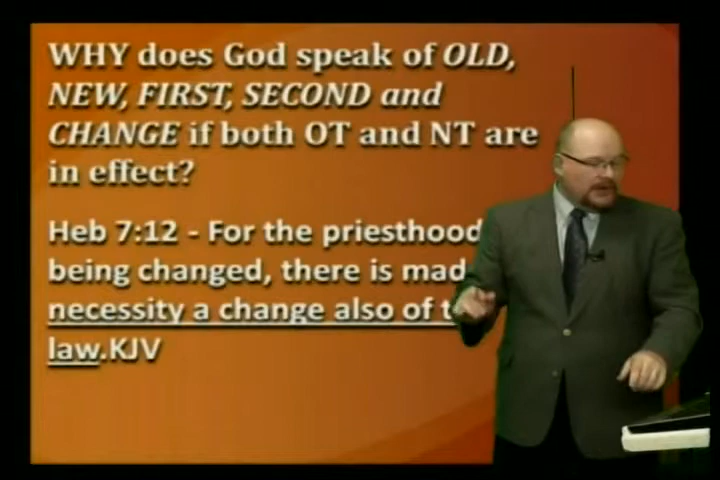 WHY does God speak of OLD,
NEW, FIRST, SECOND and
CHANGE if both OT and NT are
in effect?
Heb 7:12 - For the priesthood
being changed, there is mad
necessity a change also of t
law.KJV